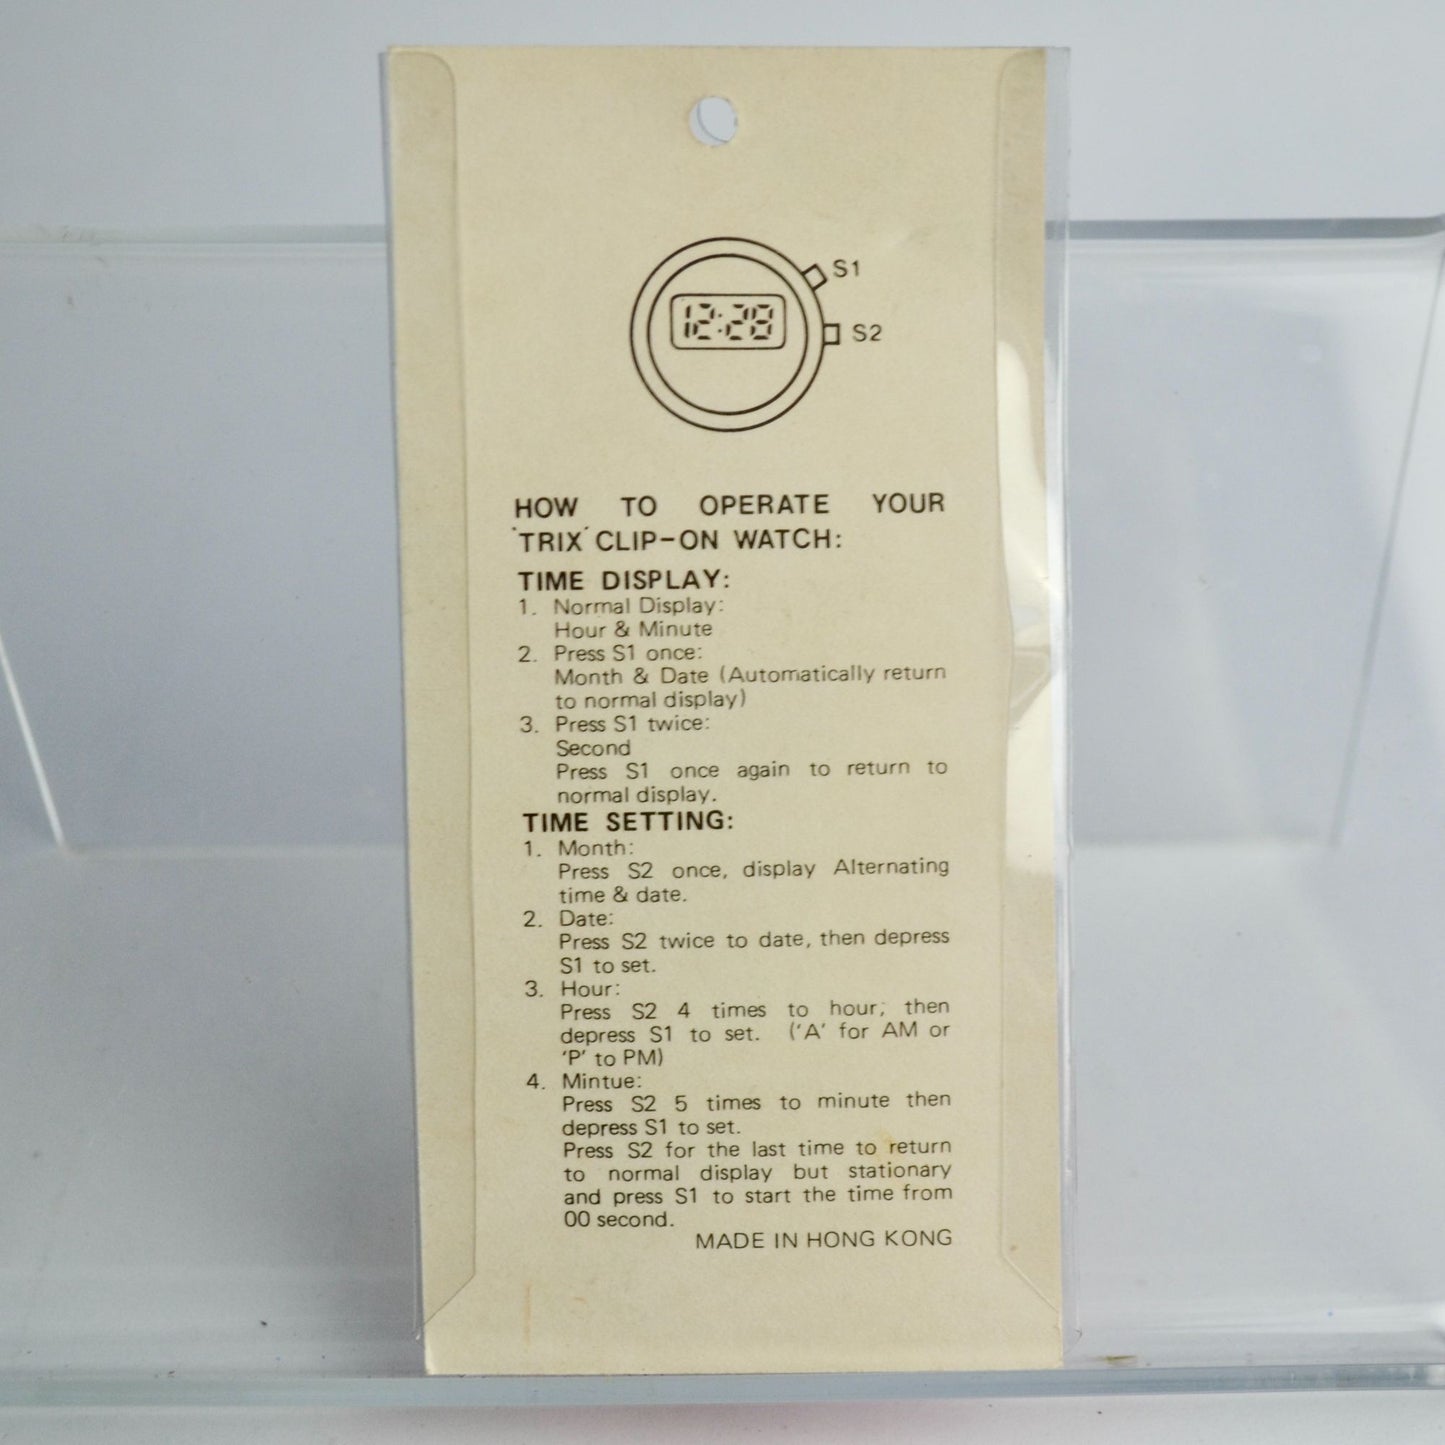 S1
12:28
S2
HOW TO OPERATE YOUR
'TRIX' CLIP-ON WATCH:
TIME DISPLAY:
1. Normal Display:
Hour & Minute
2. Press S1 once:
Month & Date (Automatically return
to normal display)
3. Press S1 twice:
Second
Press S1 once again to return to
normal display.
TIME SETTING:
1. Month:
Press S2 once, display Alternating
time & date.
2. Date:
Press S2 twice to date, then depress
S1 to set.
3. Hour:
Press S2 4 times to hour, then
depress S1 to set. ('A' for AM or
'P' to PM)
4. Mintue:
Press S2 5 times to minute then
depress S1 to set.
Press S2 for the last time to return
to normal display but stationary
and press S1 to start the time from
00 second.
MADE IN HONG KONG